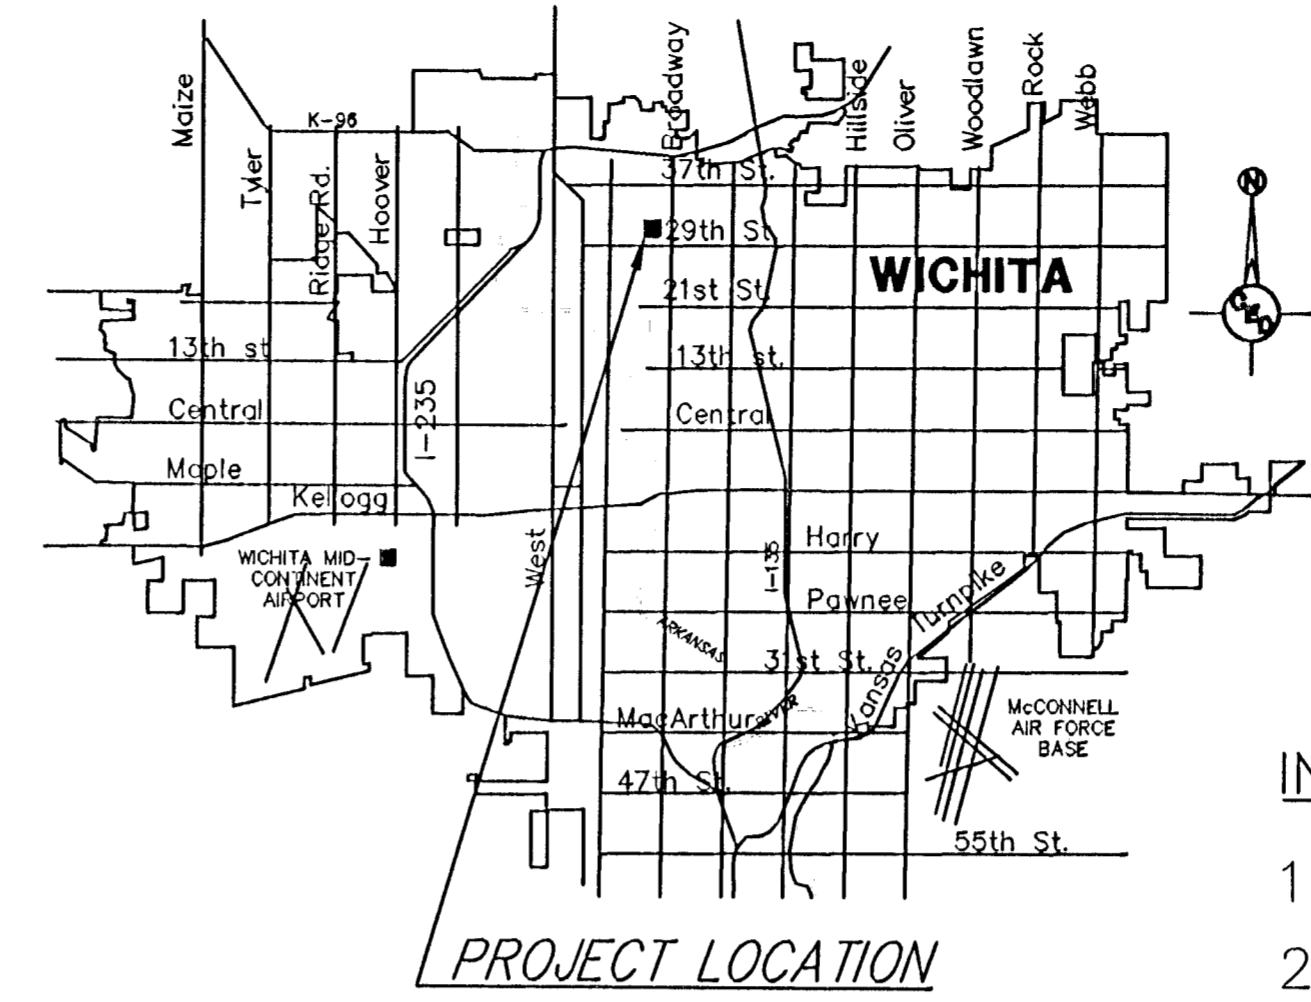 Maize
Tyler
Ridge Rd.
Hoover
K-96
Broadway
Hillside
Oliver
Woodlawn
Rock
Webb
37th St.
29th St
21st St.
13th st.
Central
WICHITA
N
13th st
Central
Maple
Kellogg
I-235
West
I-135
WICHITA MID-
CONTINENT
AIRPORT
Harry
Pawnee
Kansas Turnpike
ARKANSAS
RIVER
31st St.
MacArthur
47th St.
55th St.
McCONNELL
AIR FORCE
BASE
PROJECT LOCATION
IN
1
2